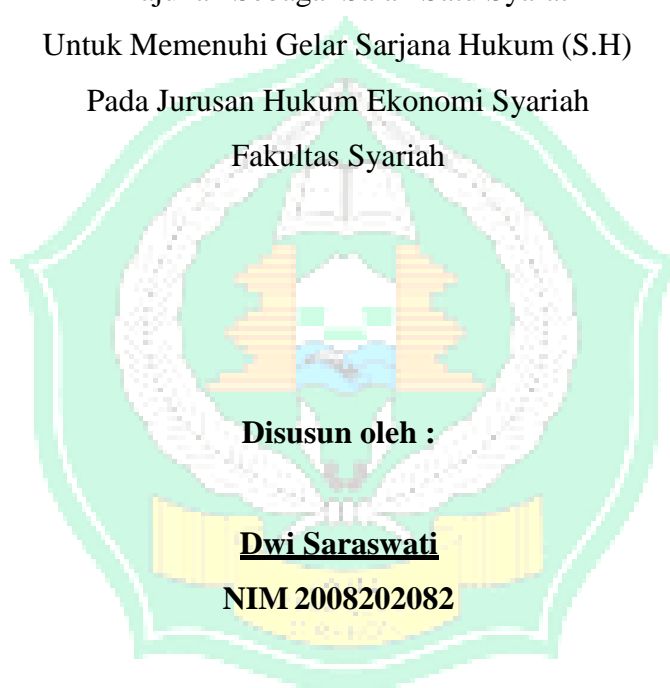 Untuk Memenuhi Gelar Sarjana Hukum (S.H)
Pada Jurusan Hukum Ekonomi Syariah
Fakultas Syariah
Disusun oleh :
Dwi Saraswati
NIM 2008202082